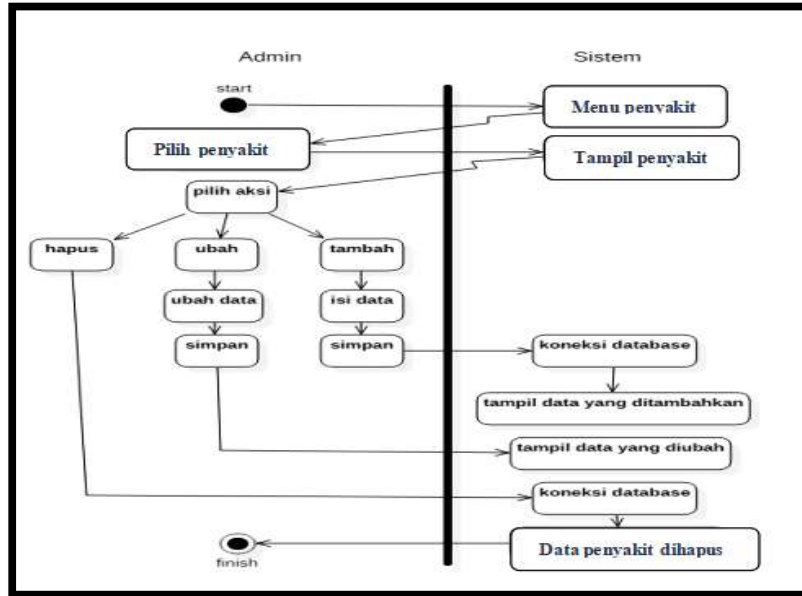 Admin
Sistem
start
Menu penyakit
Pilih penyakit
Tampil penyakit
pilih aksi
hapus
ubah
tambah
ubah data
isi data
simpan
simpan
koneksi database
tampil data yang ditambahkan
tampil data yang diubah
koneksi database
Data penyakit dihapus
finish